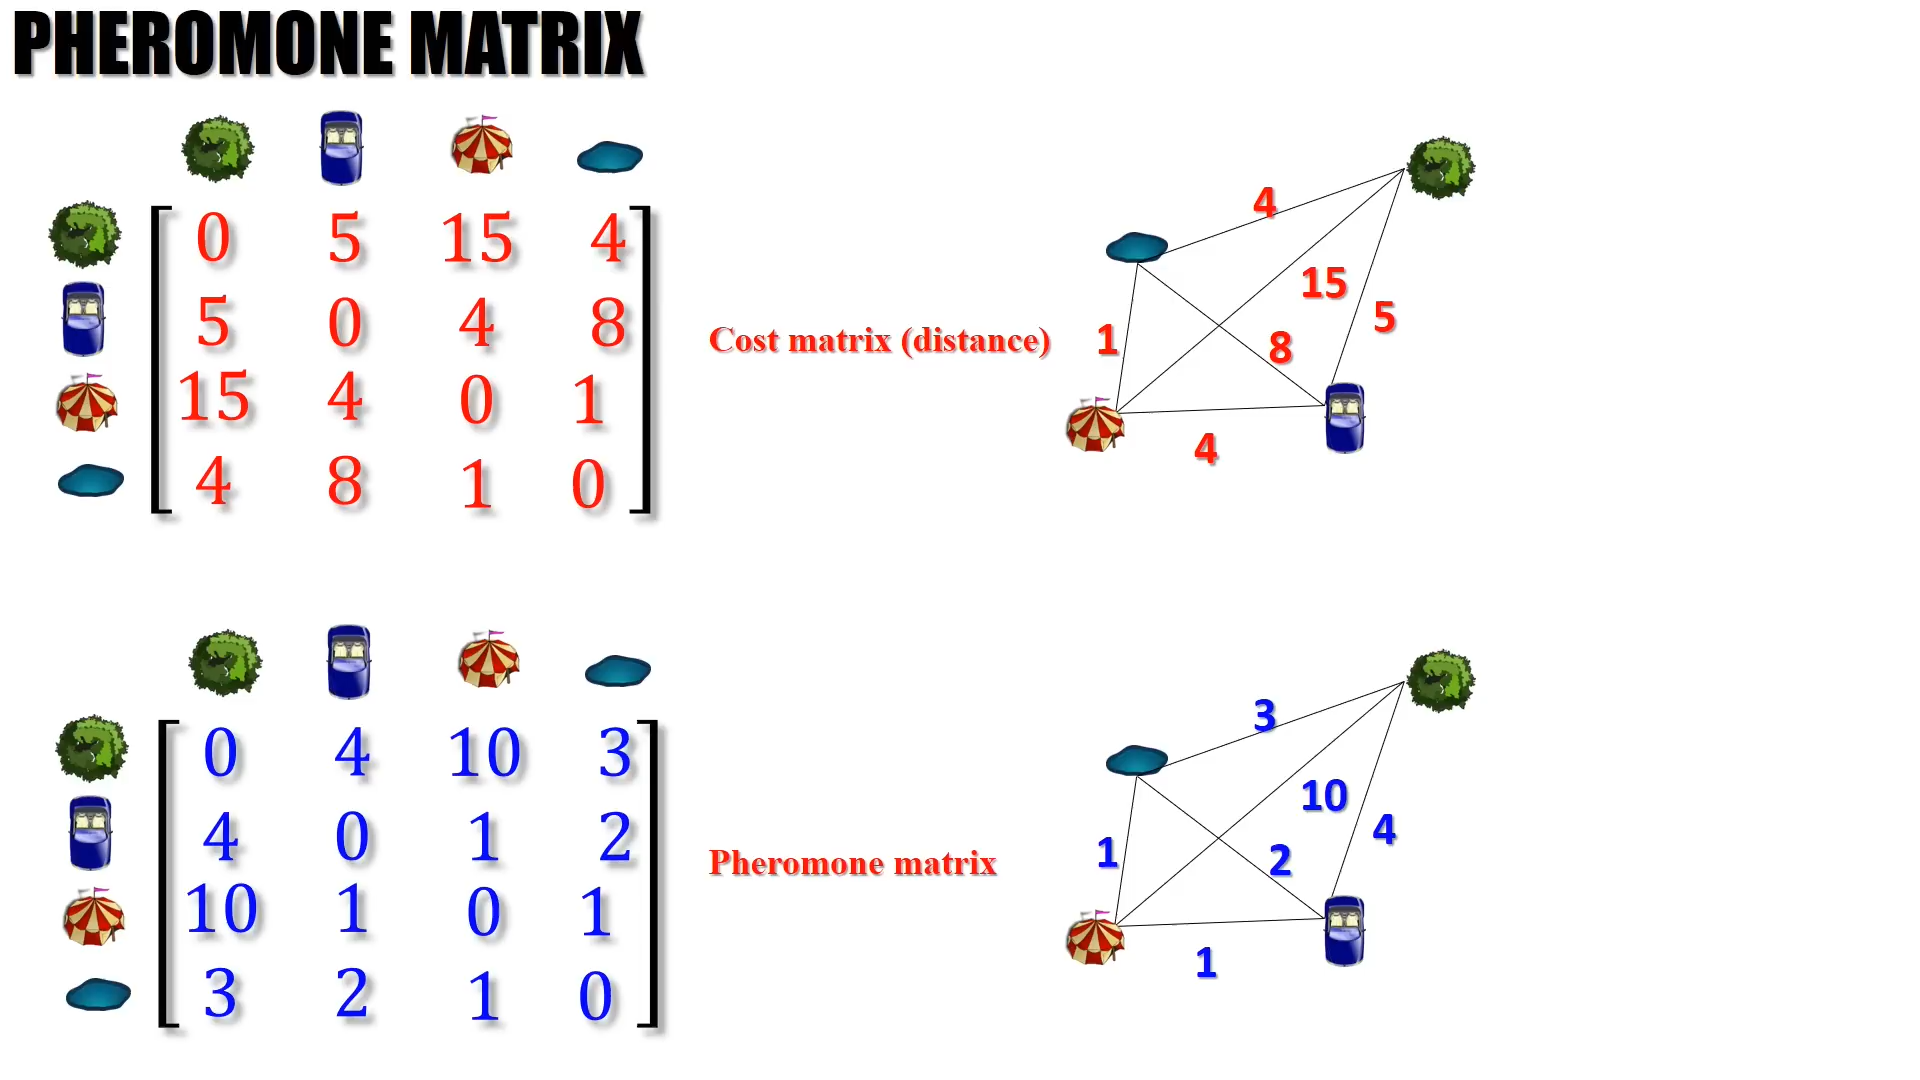 PHEROMONE MATRIX
0 5 15 4
5 0 4 8
15 4 0 1
4 8 1 0
Cost matrix (distance)
4
15
5
1
8
4
0 4 10 3
4 0 1 2
10 1 0 1
3 2 1 0
Pheromone matrix
3
10
4
1
2
1